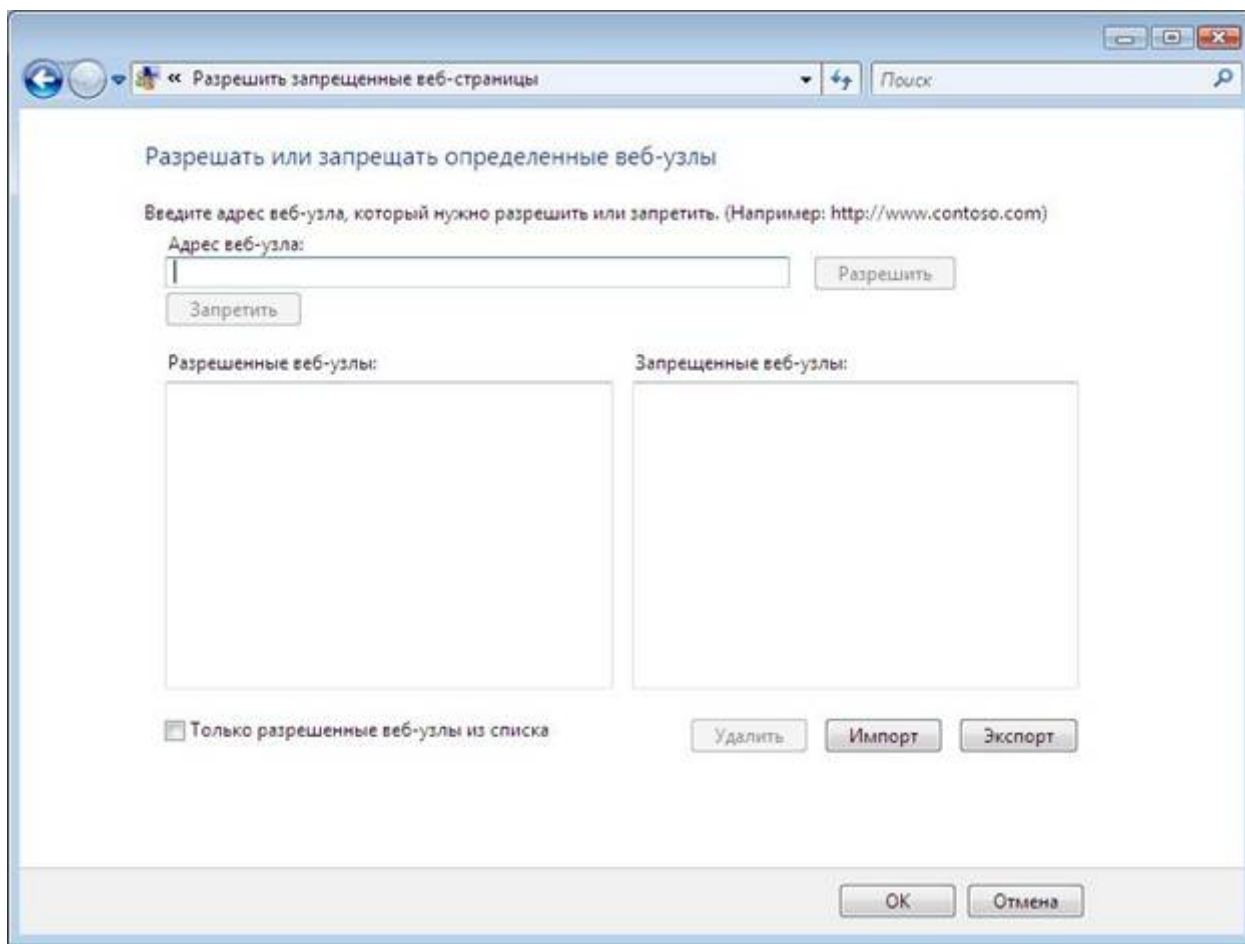 « Разрешить запрещенные веб-страницы
Поиск
Разрешать или запрещать определенные веб-узлы
Введите адрес веб-узла, который нужно разрешить или запретить. (Например: http://www.contoso.com)
Адрес веб-узла:
Разрешить
Запретить
Разрешенные веб-узлы:
Запрещенные веб-узлы:
Только разрешенные веб-узлы из списка
Удалить
Импорт
Экспорт
ОК
Отмена